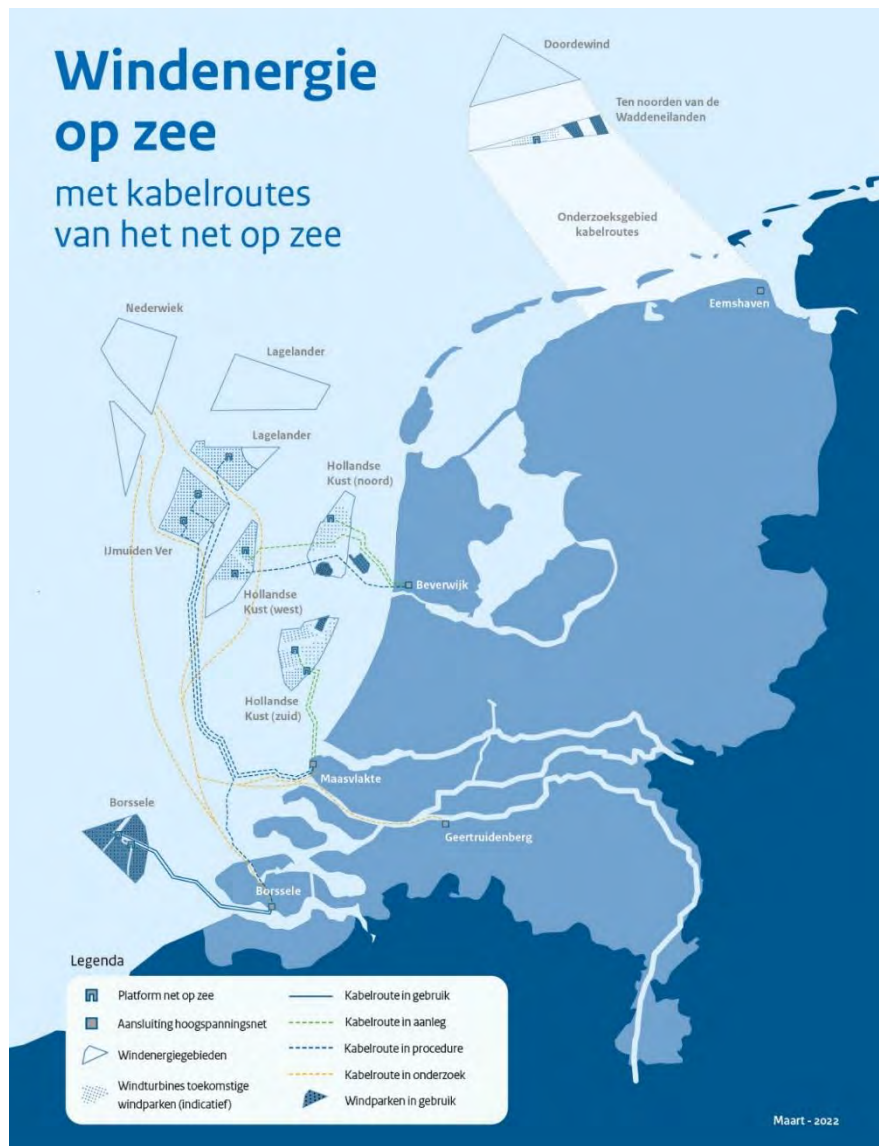 Windenergie
op zee
met kabelroutes
van het net op zee
Doordewind
Ten noorden van de
Waddeneilanden
Onderzoeksgebied
kabelroutes
Eemshaven
Nederwiek
Lagelander
Lagelander
Hollandse
Kust (noord)
IJmuiden Ver
Beverwijk
Hollandse
Kust (west)
Hollandse
Kust (zuid)
Maasvlakte
Borssele
Geertruidenberg
Borssele
Legenda
Platform net op zee
Aansluiting hoogspanningsnet
Windenergiegebieden
Windturbines toekomstige
windparken (indicatief)
Kabelroute in gebruik
Kabelroute in aanleg
Kabelroute in procedure
Kabelroute in onderzoek
Windparken in gebruik
Maart - 2022